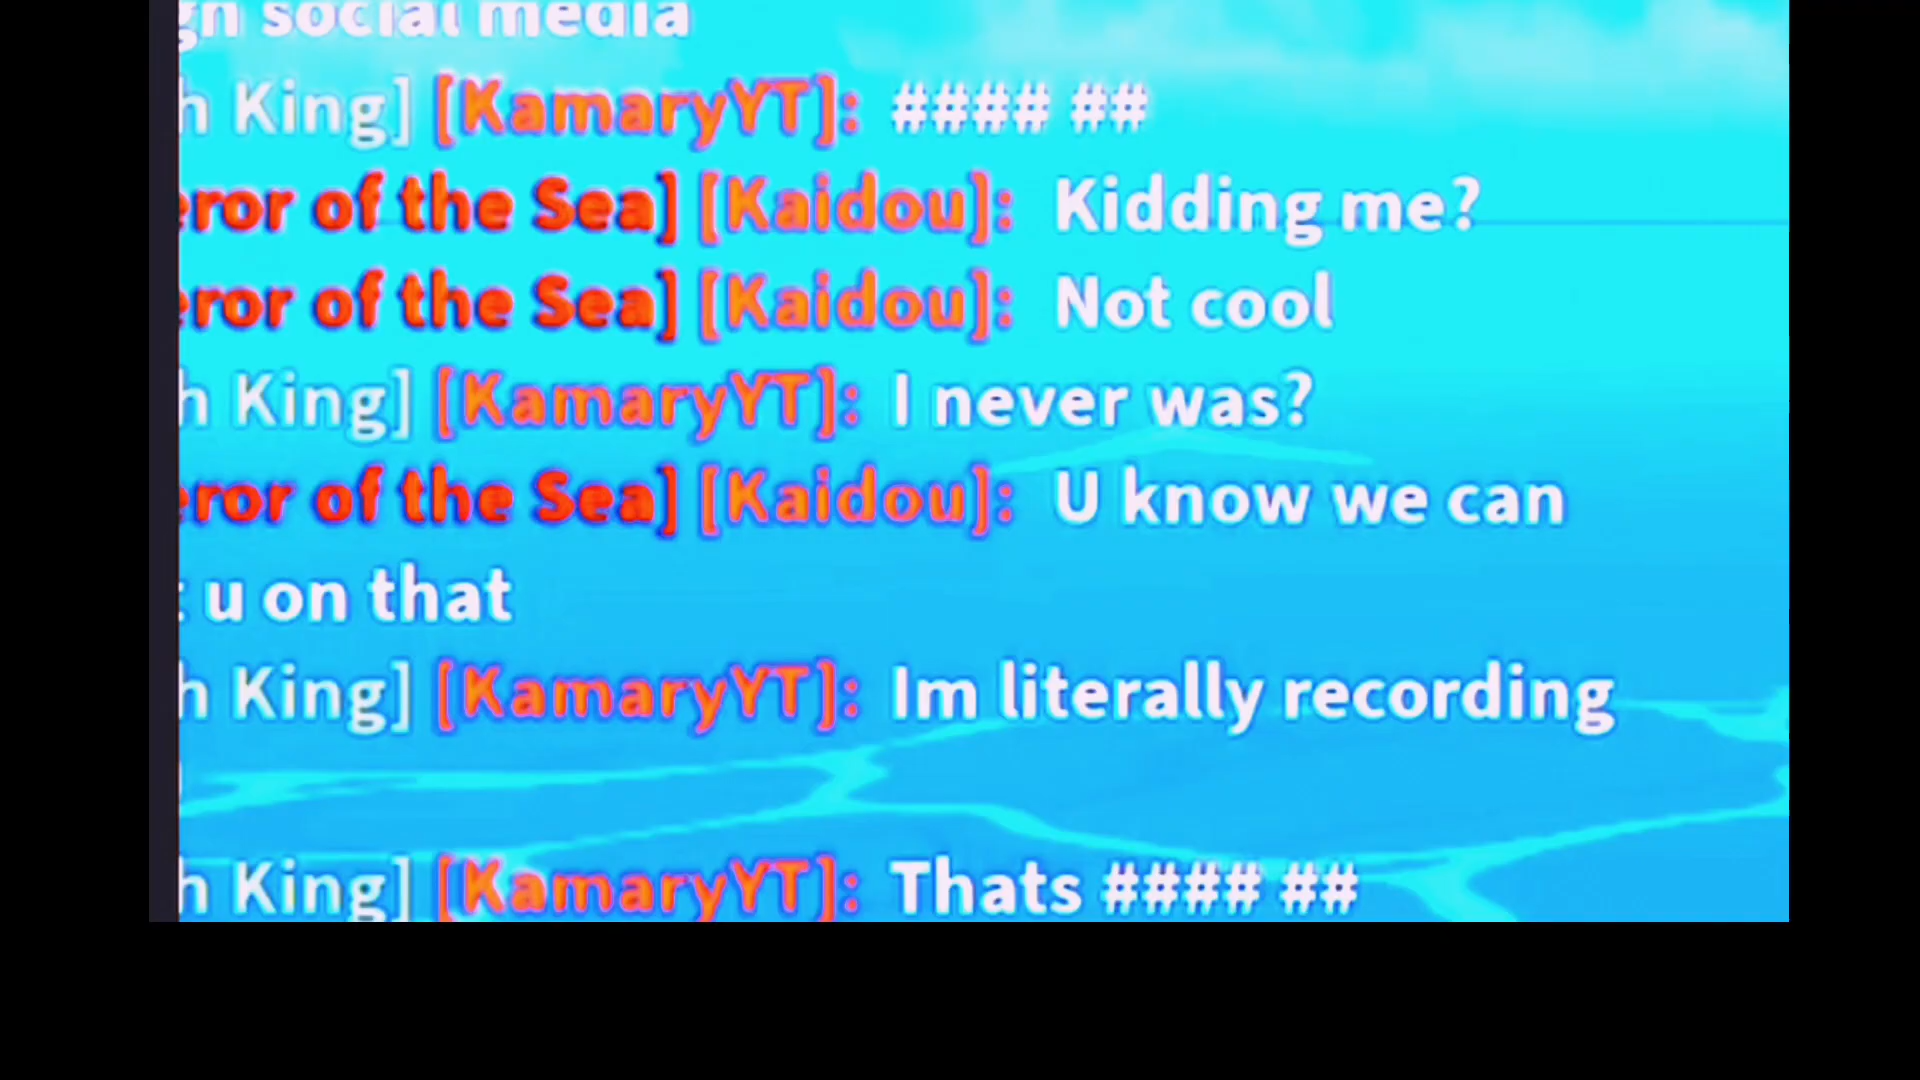 gn social media
h King] [KamaryYT]: #### ##
eror of the Sea] [Kaidou]: Kidding me?
eror of the Sea] [Kaidou]: Not cool
h King] [KamaryYT]: I never was?
eror of the Sea] [Kaidou]: U know we can
t u on that
h King] [KamaryYT]: Im literally recording
h King] [KamaryYT]: Thats #### ##